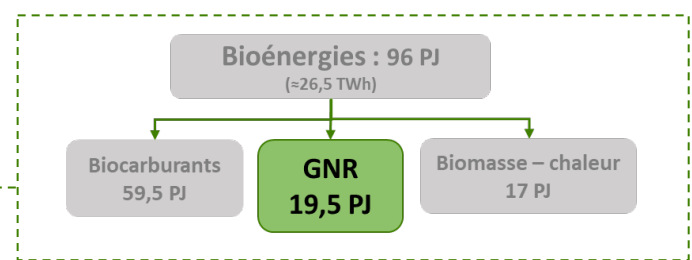 Bioénergies : 96 PJ
(≈26,5 TWh)
Biocarburants
59,5 PJ
GNR
19,5 PJ
Biomasse – chaleur
17 PJ